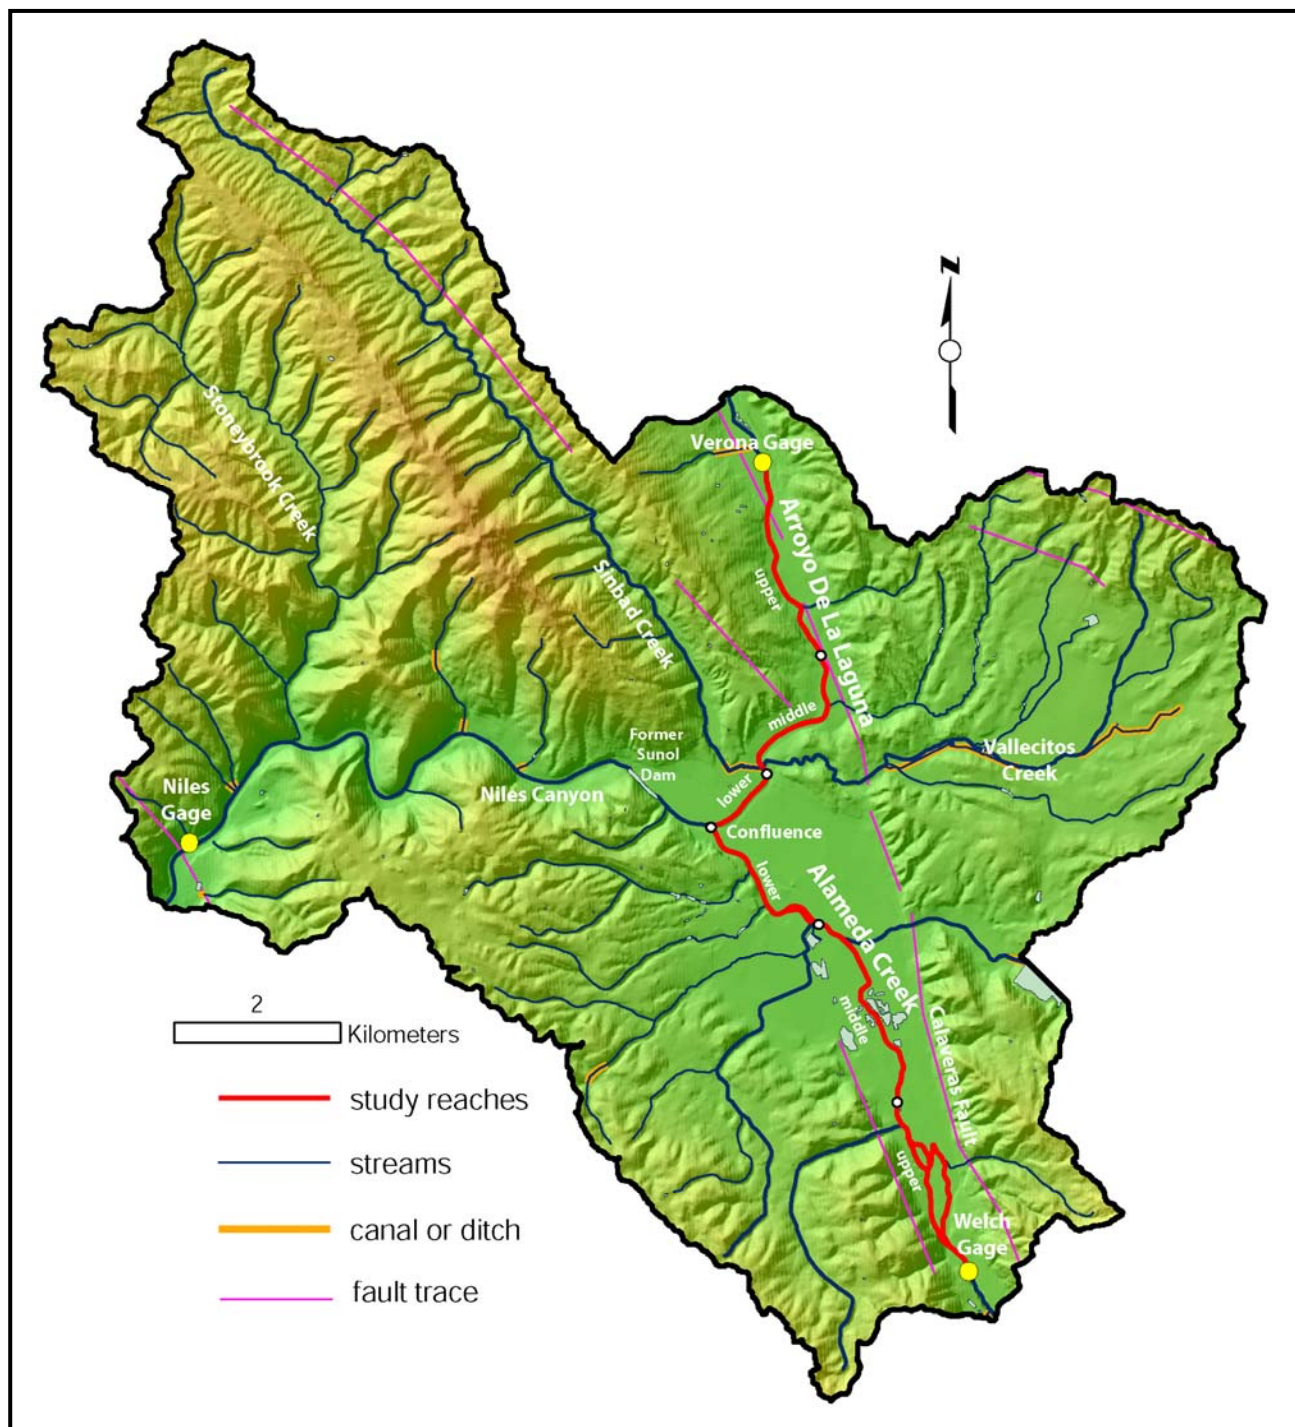 N
Verona Gage
Arroyo De La Laguna
upper
Stoneybrook Creek
Sinbad Creek
middle
Former
Sunol
Dam
Vallecitos
Creek
Niles
Gage
Niles Canyon
lower
Confluence
lower
Alameda Creek
middle
Calaveras Fault
upper
Welch
Gage
2
Kilometers
study reaches
streams
canal or ditch
fault trace